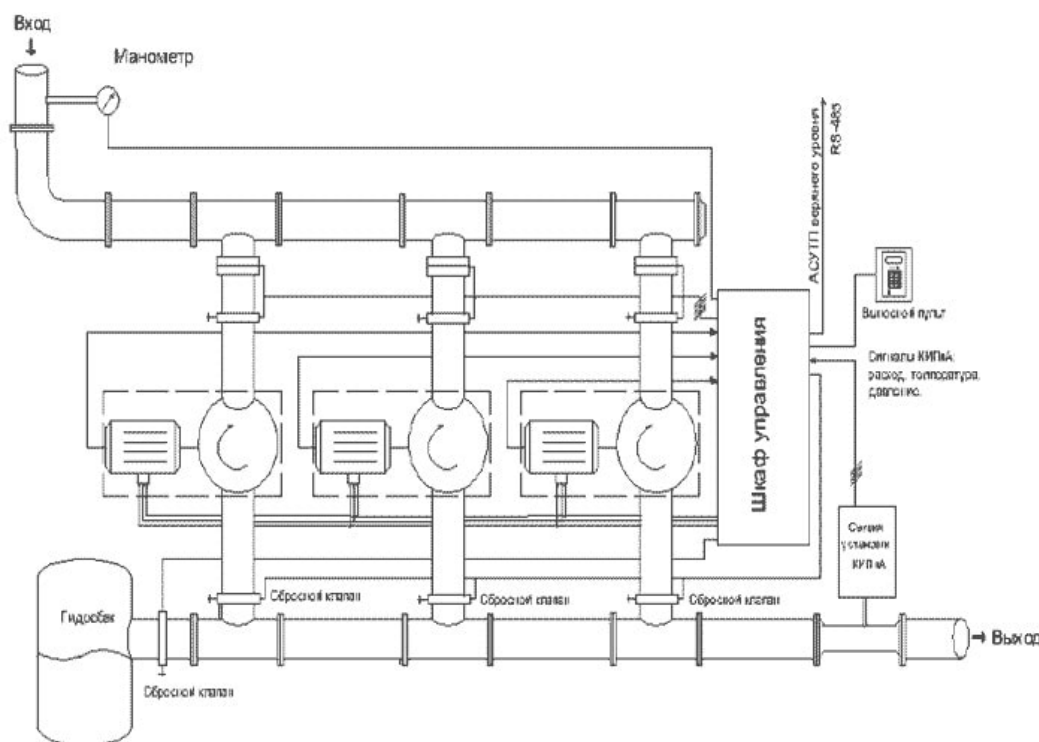 Вход
Манометр
АСУТП верхнего уровня
RS-485
Выносной пульт
Шкаф управления
Сигналы КИПиА:
расход, температура,
давление.
КИПиА
Гидробак
Сбросной клапан
Сбросной клапан
Сбросной клапан
Сбросной клапан
Выход